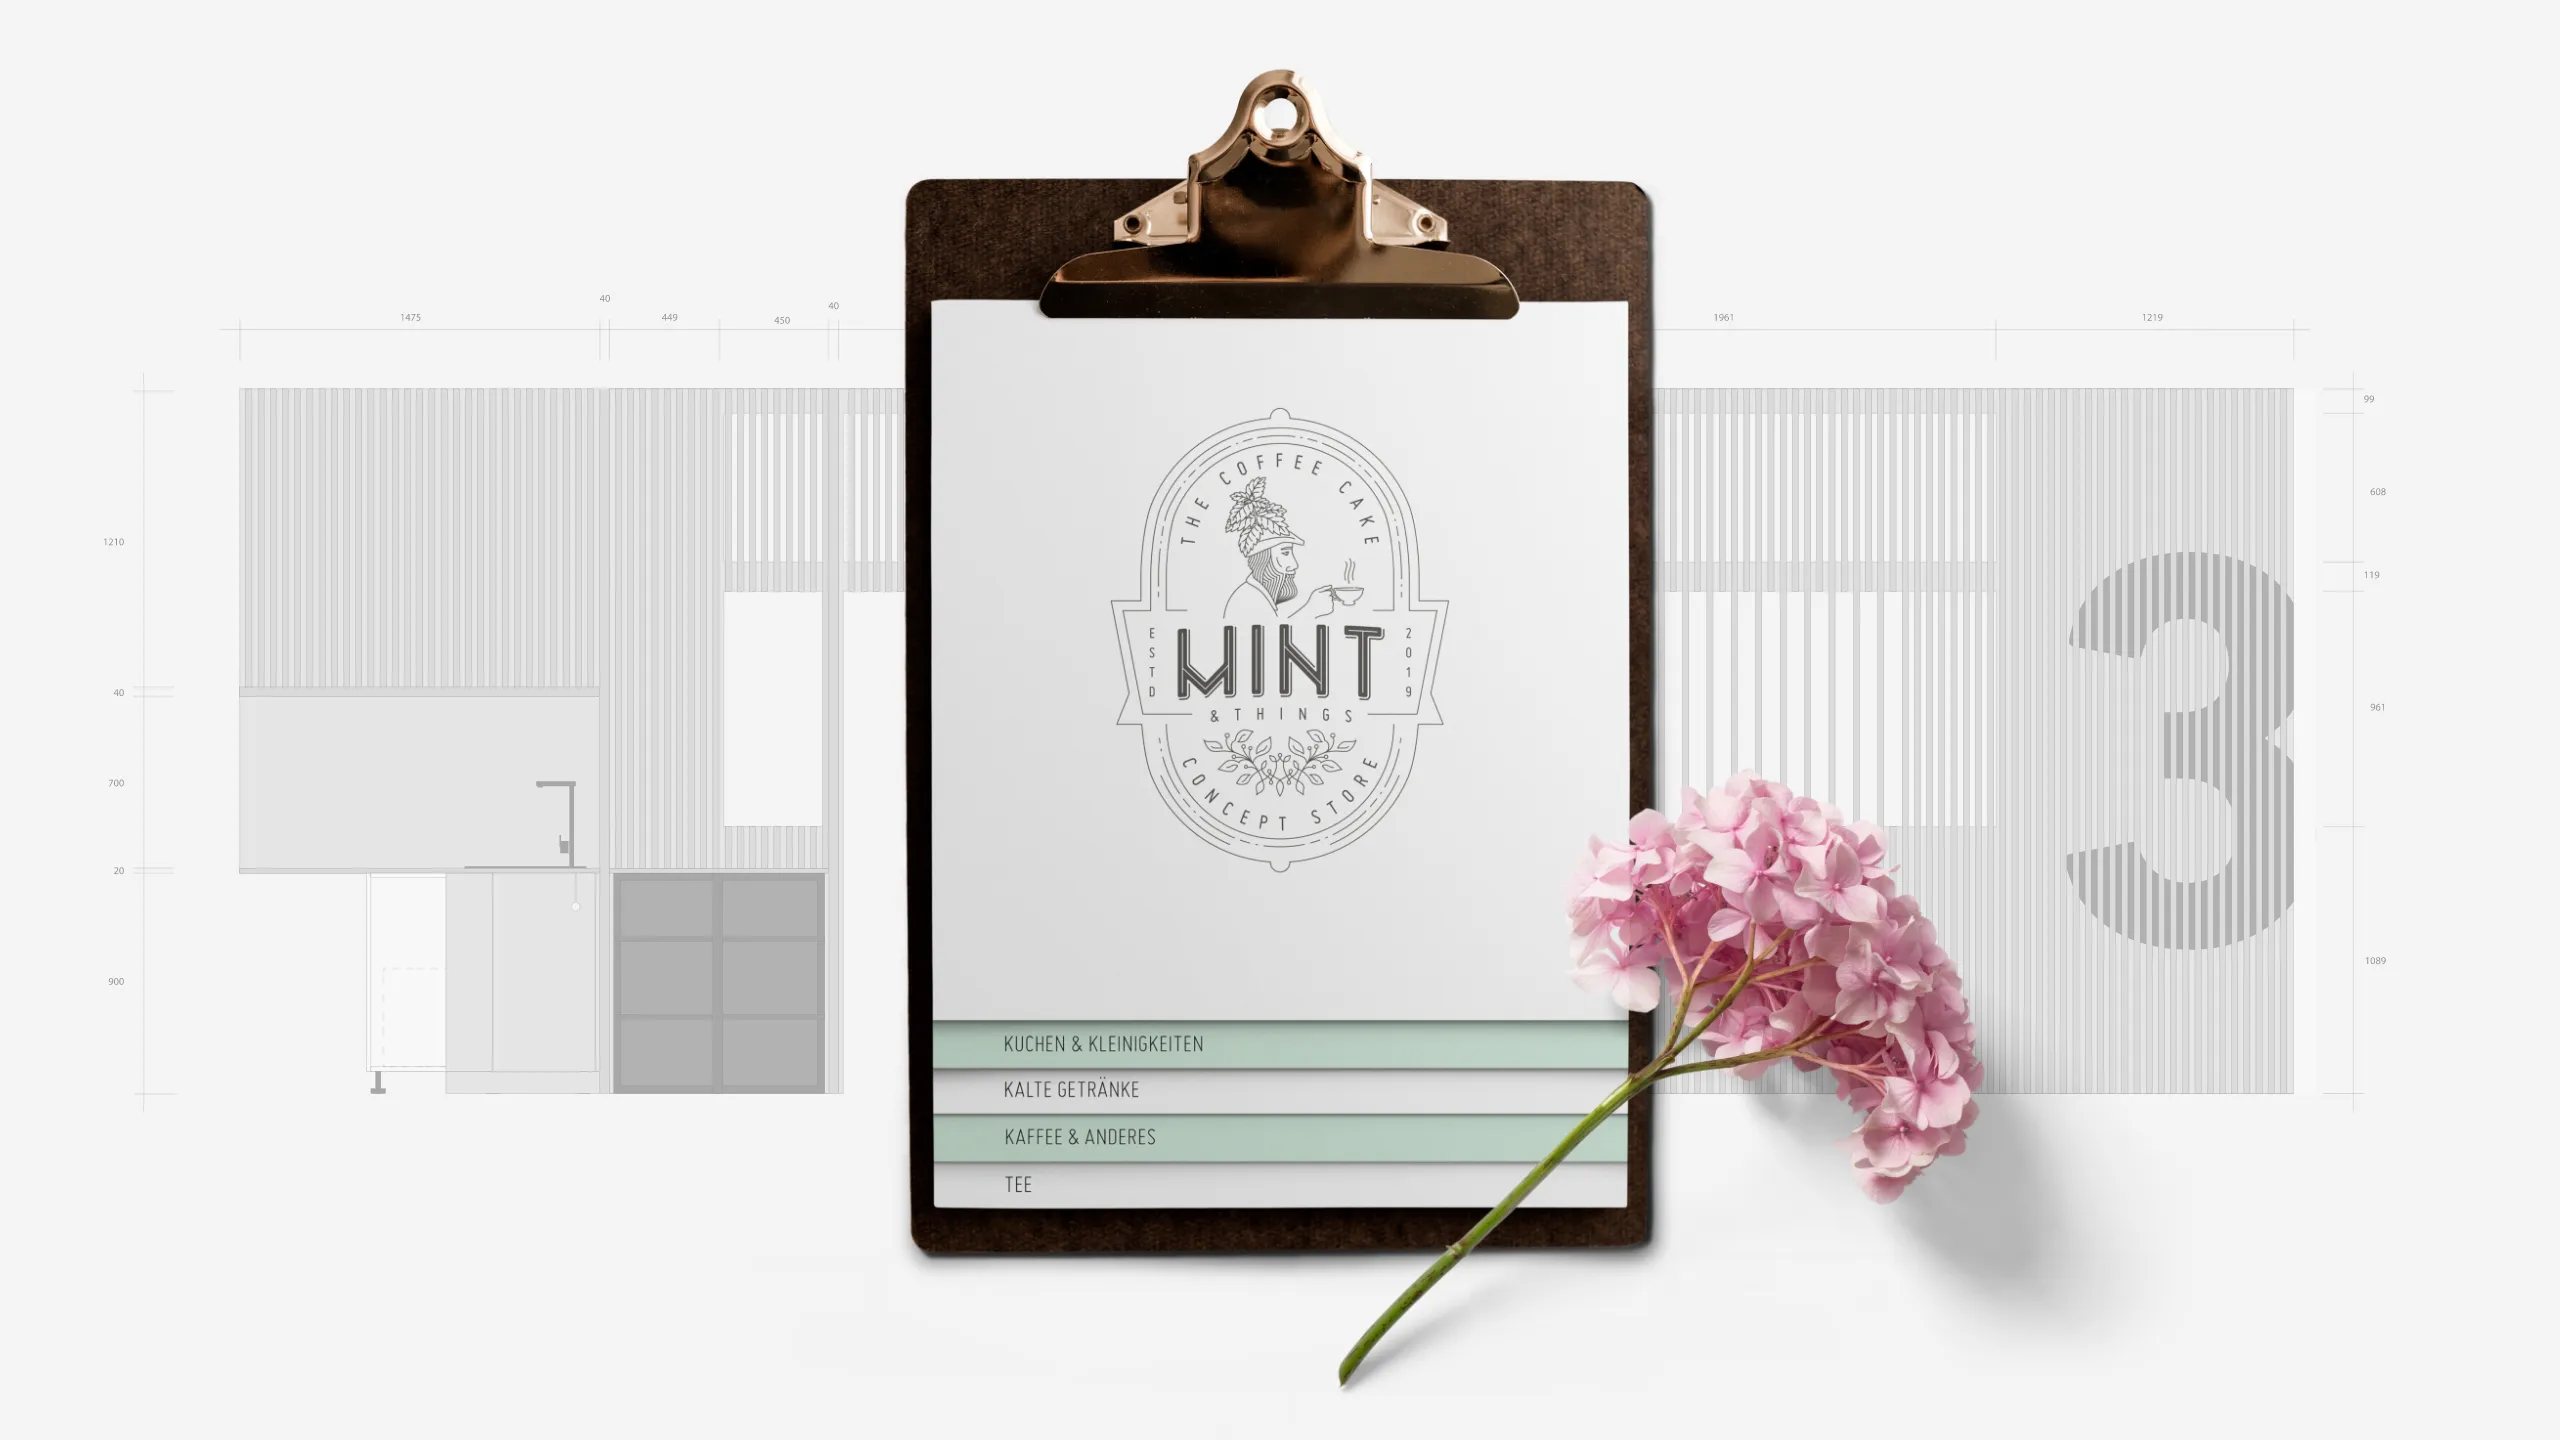 40
40
1475
449
450
1961
1219
99
608
1210
119
40
961
700
20
1089
900
3
THE COFFEE CAKE
ESTD
MINT
2019
& THINGS
CONCEPT STORE
KUCHEN & KLEINIGKEITEN
KALTE GETRÄNKE
KAFFEE & ANDERES
TEE